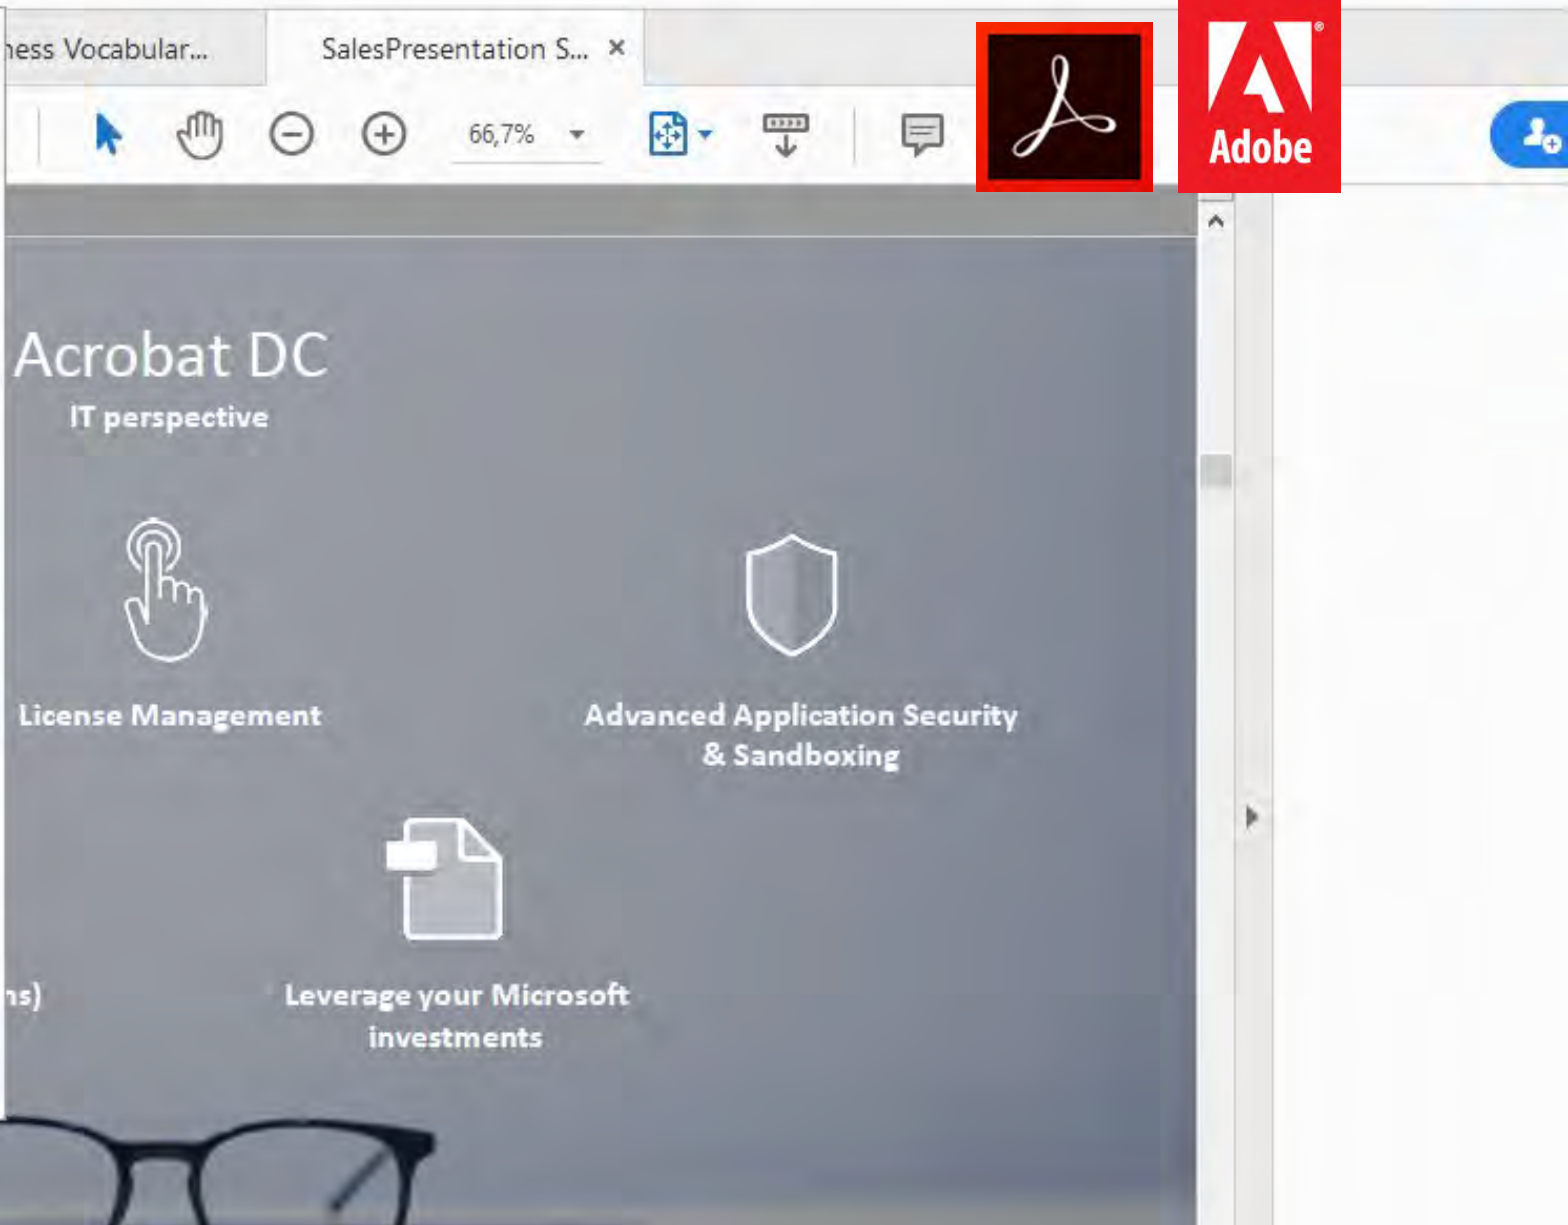 ness Vocabular...
SalesPresentation S...
66,7%
Adobe
Acrobat DC
IT perspective
License Management
Advanced Application Security
& Sandboxing
ns)
Leverage your Microsoft
investments